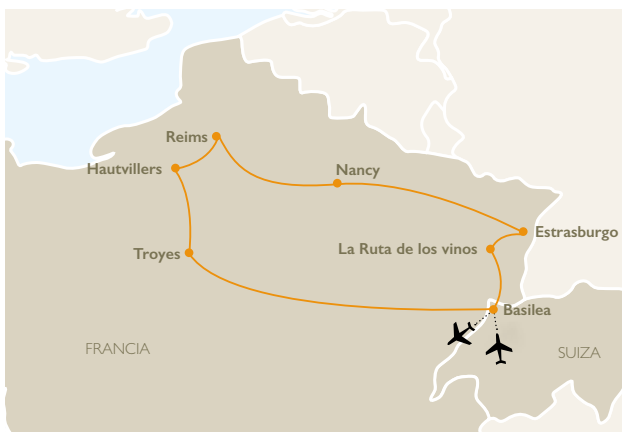 Reims
Hautvillers
Nancy
Estrasburgo
La Ruta de los vinos
Troyes
Basilea
FRANCIA
SUIZA